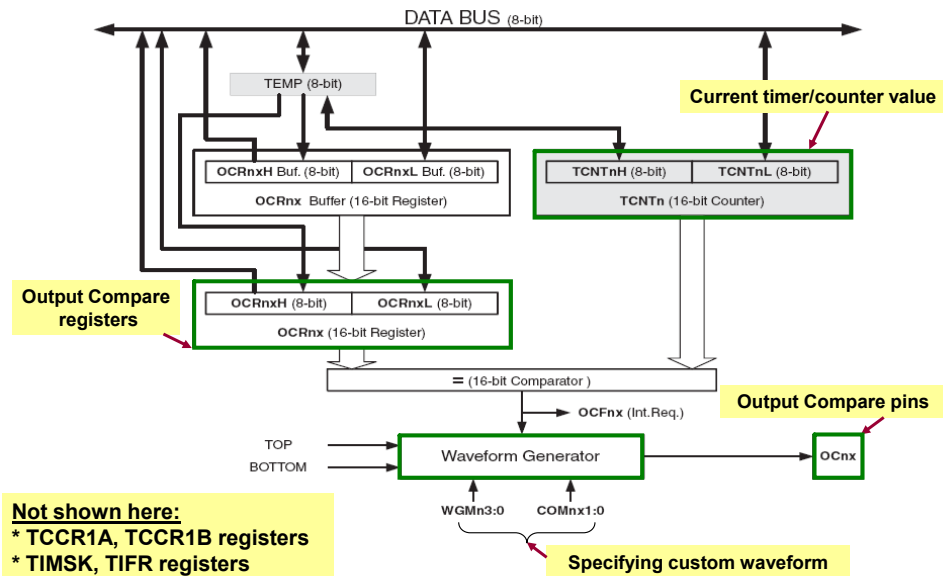 DATA BUS (8-bit)
TEMP (8-bit)
Current timer/counter value
OCRnxH Buf. (8-bit) OCRnxL Buf. (8-bit)
OCRnx Buffer (16-bit Register)
TCNTnH (8-bit) TCNTnL (8-bit)
TCNTn (16-bit Counter)
Output Compare
registers
OCRnxH (8-bit) OCRnxL (8-bit)
OCRnx (16-bit Register)
= (16-bit Comparator )
OCFnx (Int.Req.)
Output Compare pins
TOP
BOTTOM
Waveform Generator
OCnx
WGMn3:0 COMnx1:0
Not shown here:
* TCCR1A, TCCR1B registers
* TIMSK, TIFR registers
Specifying custom waveform